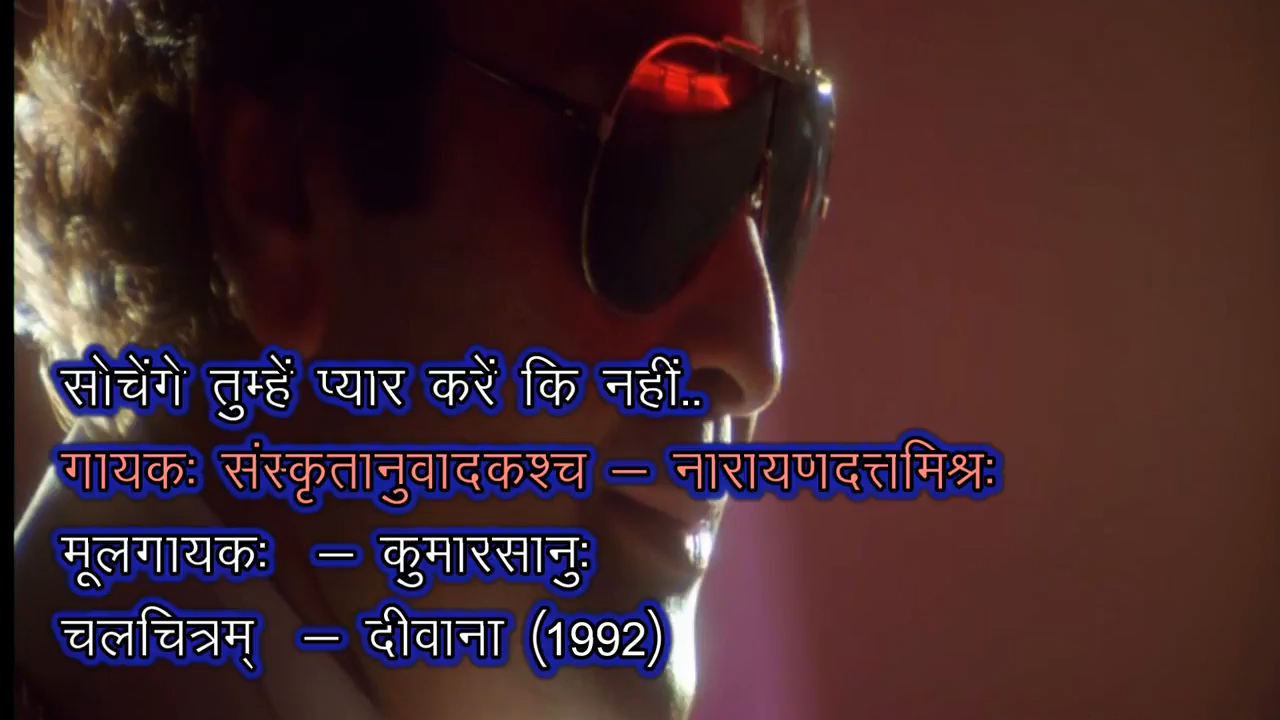 सोचेंगे तुम्हें प्यार करें कि नहीं..
गायकः संस्कृतानुवादकश्च – नारायणदत्तमिश्रः
मूलगायकः – कुमारसानुः
चलचित्रम् – दीवाना (1992)